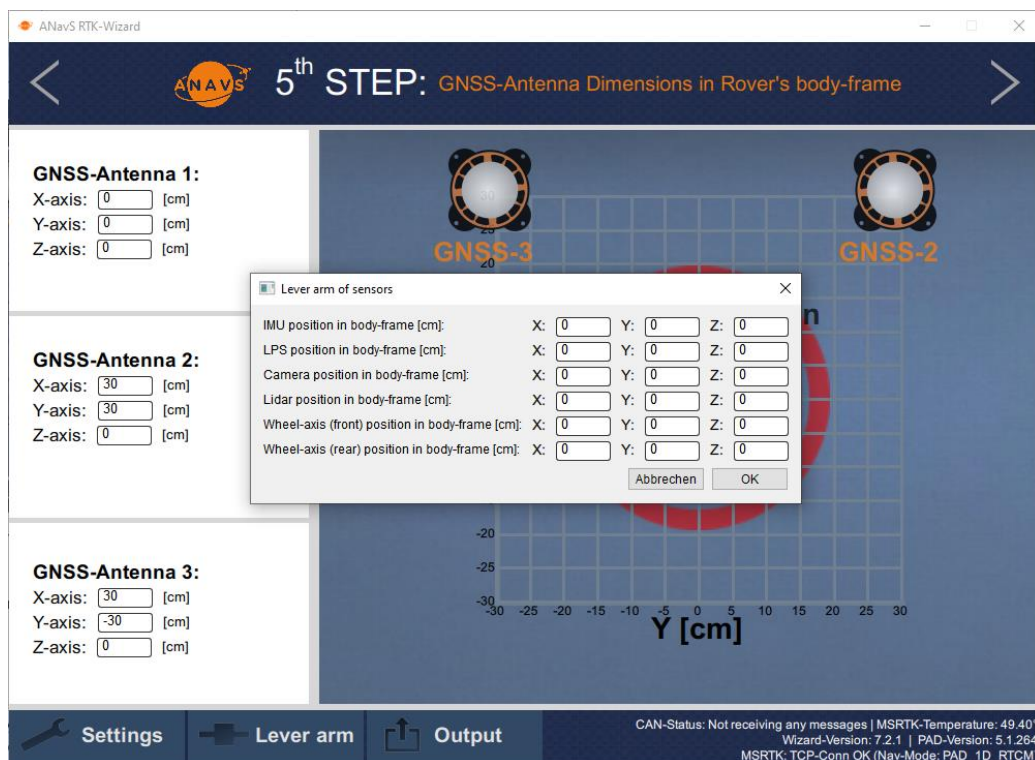 ANavS RTK-Wizard
ANAVS
5th STEP: GNSS-Antenna Dimensions in Rover's body-frame
GNSS-Antenna 1:
X-axis: 0 [cm]
Y-axis: 0 [cm]
Z-axis: 0 [cm]
GNSS-Antenna 2:
X-axis: 30 [cm]
Y-axis: 30 [cm]
Z-axis: 0 [cm]
GNSS-Antenna 3:
X-axis: 30 [cm]
Y-axis: -30 [cm]
Z-axis: 0 [cm]
30
25
GNSS-3
GNSS-2
20
n
Lever arm of sensors
IMU position in body-frame [cm]: X: 0 Y: 0 Z: 0
LPS position in body-frame [cm]: X: 0 Y: 0 Z: 0
Camera position in body-frame [cm]: X: 0 Y: 0 Z: 0
Lidar position in body-frame [cm]: X: 0 Y: 0 Z: 0
Wheel-axis (front) position in body-frame [cm]: X: 0 Y: 0 Z: 0
Wheel-axis (rear) position in body-frame [cm]: X: 0 Y: 0 Z: 0
Abbrechen OK
-20
-25
-30
-30 -25 -20 -15 -10 -5 0 5 10 15 20 25 30
Y [cm]
Settings
Lever arm
Output
CAN-Status: Not receiving any messages | MSRTK-Temperature: 49.40°
Wizard-Version: 7.2.1 | PAD-Version: 5.1.264
MSRTK: TCP-Conn OK (Nav-Mode: PAD_1D_RTCM)